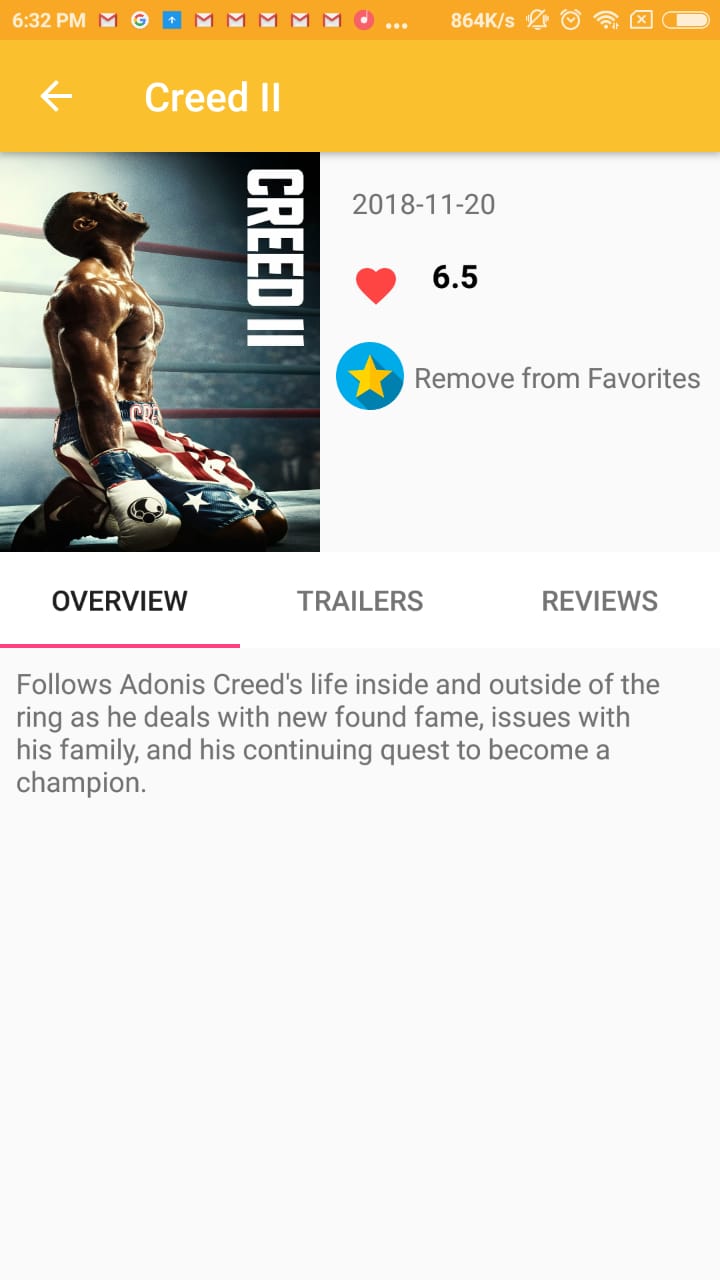 6:32 PM
864K/s
Creed II
CREED II
2018-11-20
6.5
Remove from Favorites
OVERVIEW
TRAILERS
REVIEWS
Follows Adonis Creed's life inside and outside of the
ring as he deals with new found fame, issues with
his family, and his continuing quest to become a
champion.